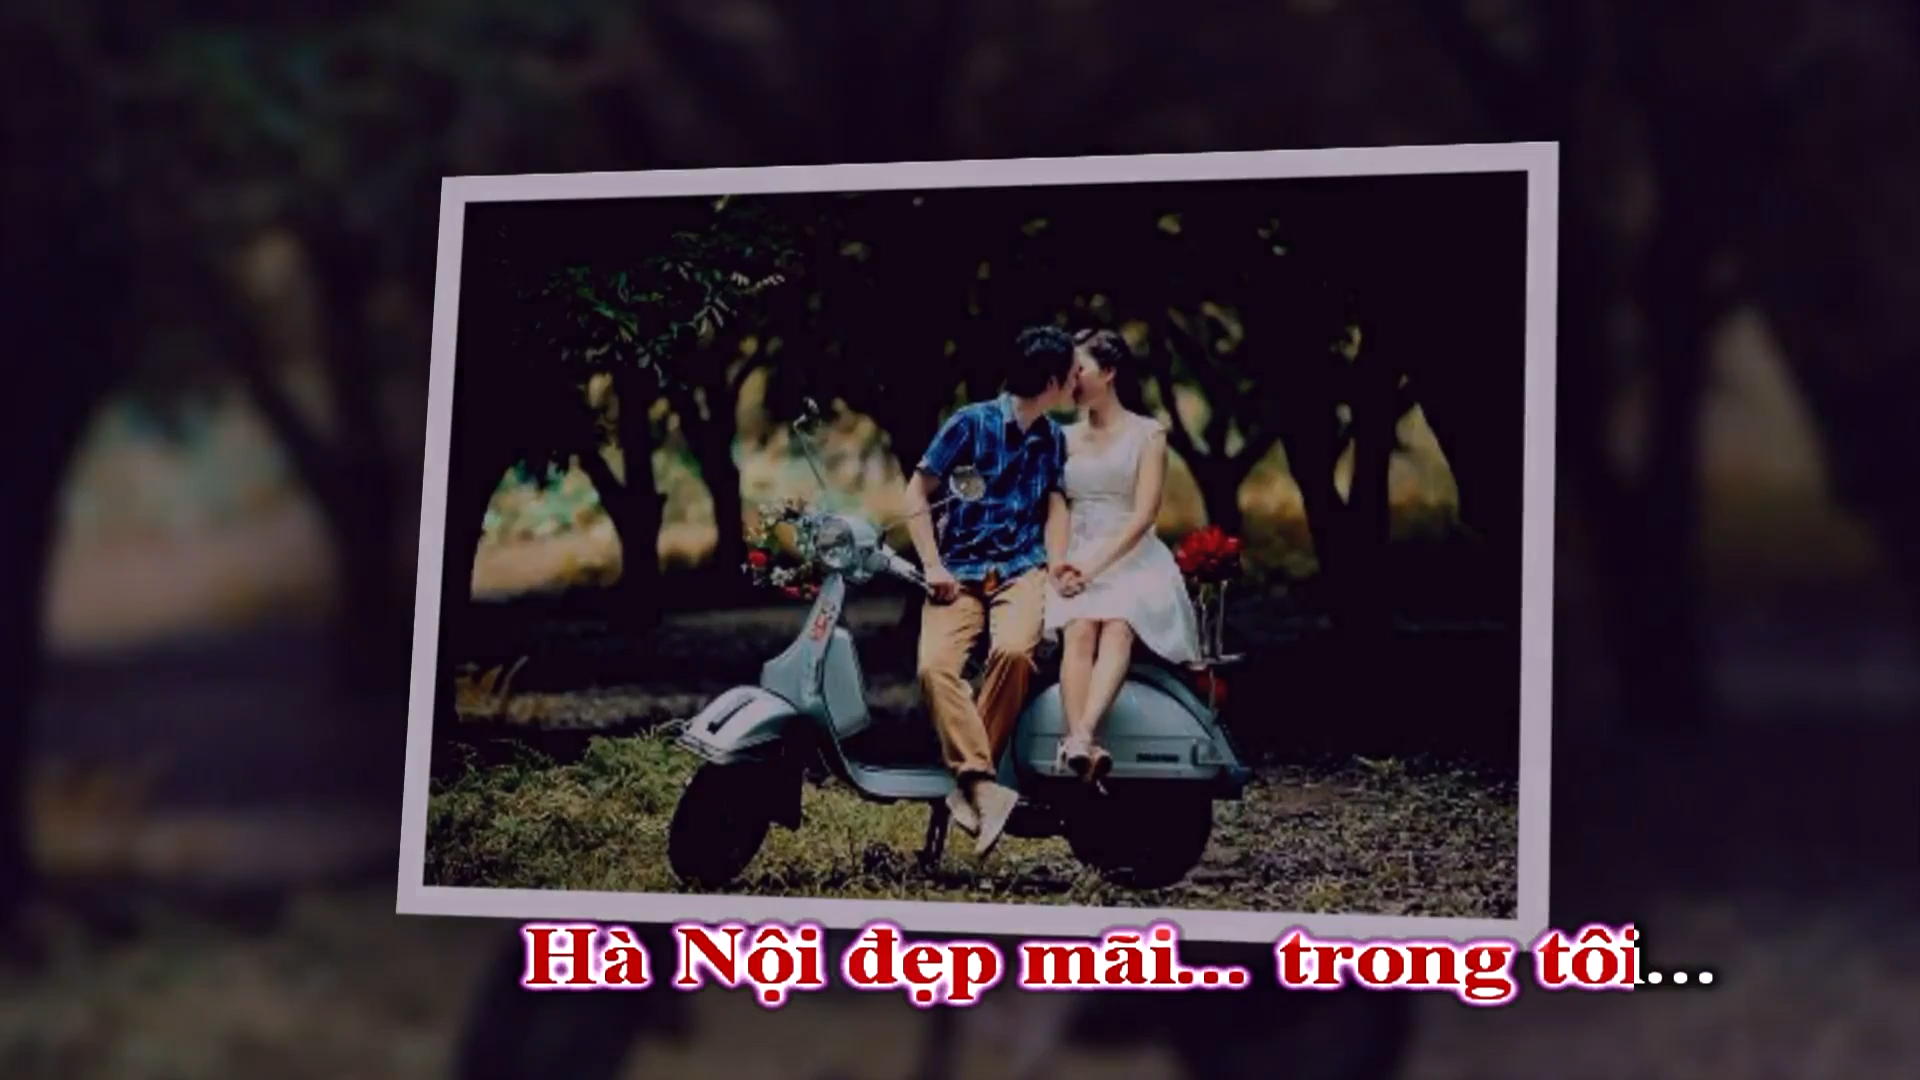 Hà Nội đẹp mãi... trong tôi...